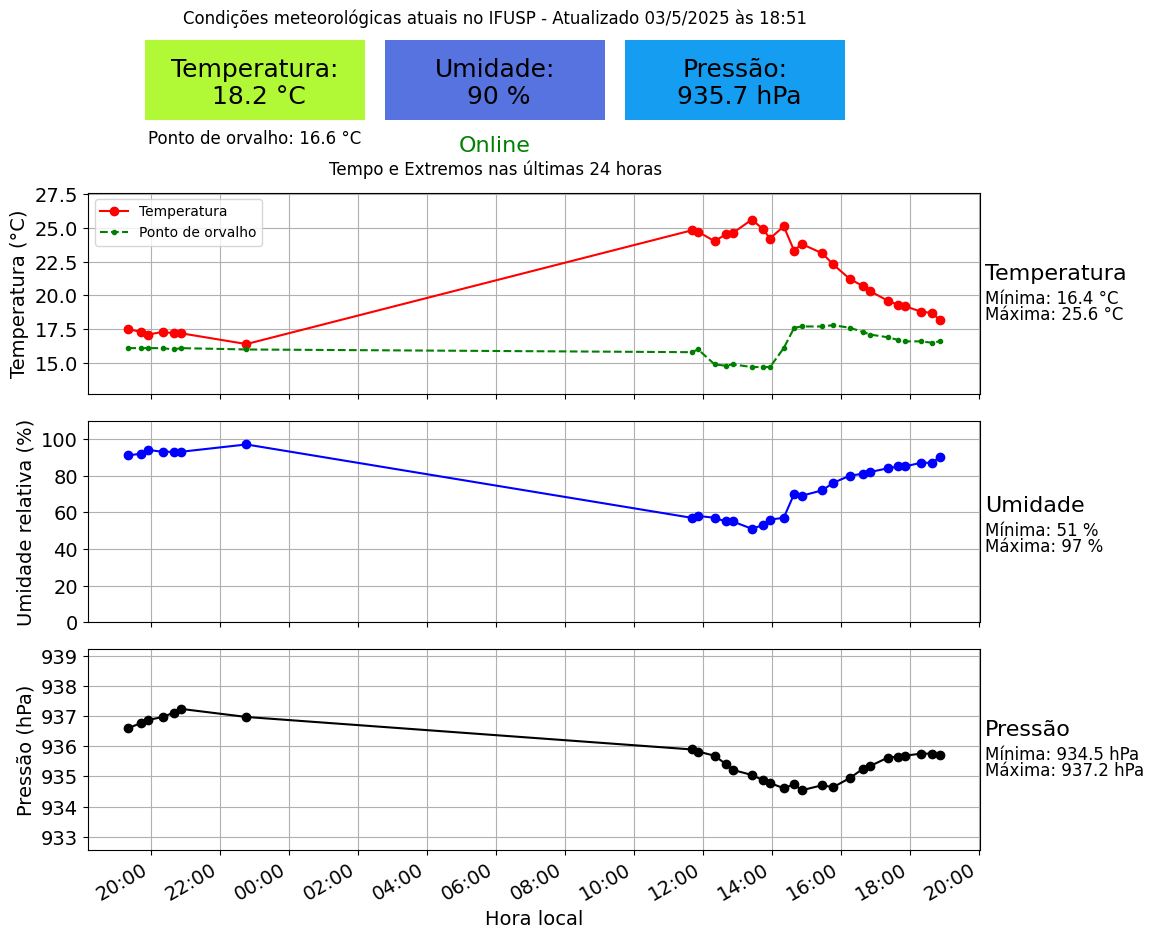 Condições meteorológicas atuais no IFUSP - Atualizado 03/5/2025 às 18:51
Temperatura:
18.2 °C
Umidade:
90 %
Pressão:
935.7 hPa
Ponto de orvalho: 16.6 °C
Online
Tempo e Extremos nas últimas 24 horas
Temperatura (°C)
27.5
25.0
22.5
20.0
17.5
15.0
Temperatura
Ponto de orvalho
Temperatura
Mínima: 16.4 °C
Máxima: 25.6 °C
Umidade relativa (%)
100
80
60
40
20
0
Umidade
Mínima: 51 %
Máxima: 97 %
Pressão (hPa)
939
938
937
936
935
934
933
Pressão
Mínima: 934.5 hPa
Máxima: 937.2 hPa
20:00
22:00
00:00
02:00
04:00
06:00
08:00
10:00
12:00
14:00
16:00
18:00
20:00
Hora local